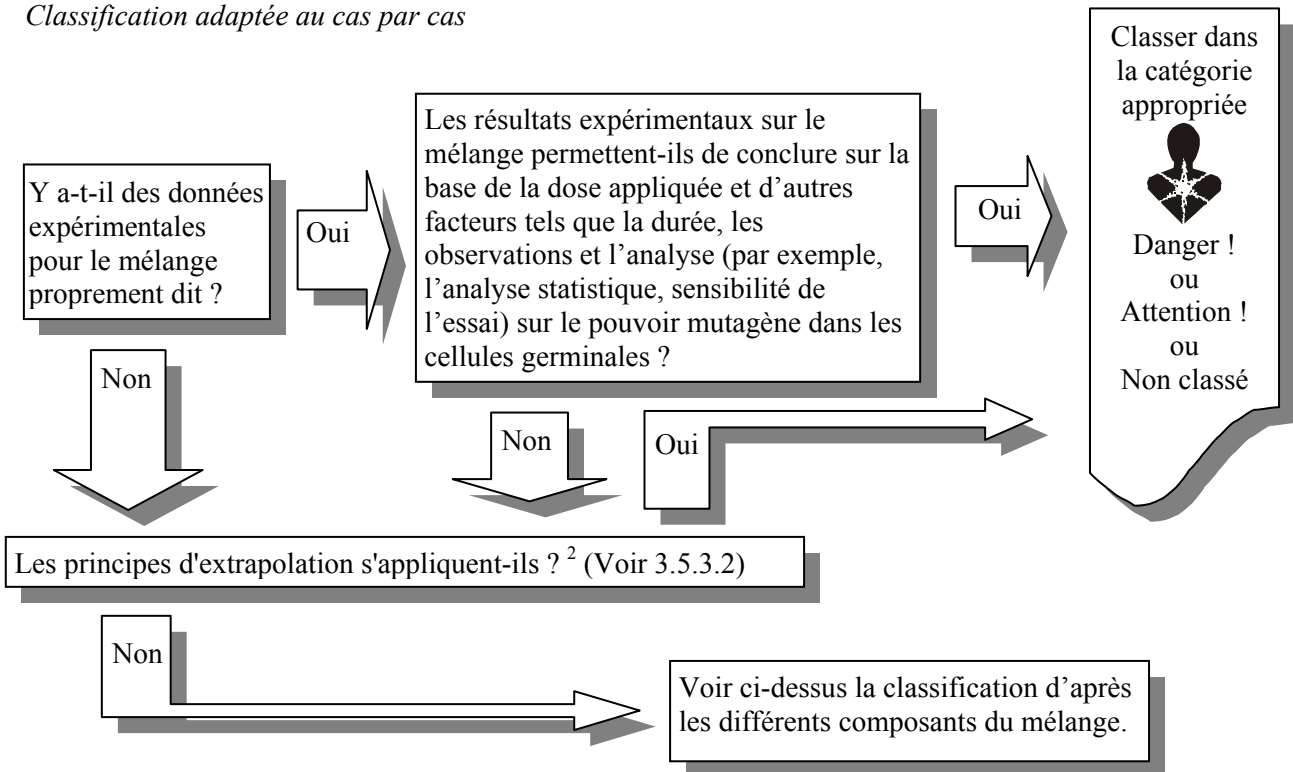 Classification adaptée au cas par cas
Y a-t-il des données
expérimentales
pour le mélange
proprement dit ?
Oui
Les résultats expérimentaux sur le
mélange permettent-ils de conclure sur la
base de la dose appliquée et d’autres
facteurs tels que la durée, les
observations et l’analyse (par exemple,
l’analyse statistique, sensibilité de
l’essai) sur le pouvoir mutagène dans les
cellules germinales ?
Oui
Classer dans
la catégorie
appropriée
Danger !
ou
Attention !
ou
Non classé
Non
Non
Oui
Les principes d'extrapolation s'appliquent-ils ? 2 (Voir 3.5.3.2)
Non
Voir ci-dessus la classification d’après
les différents composants du mélange.